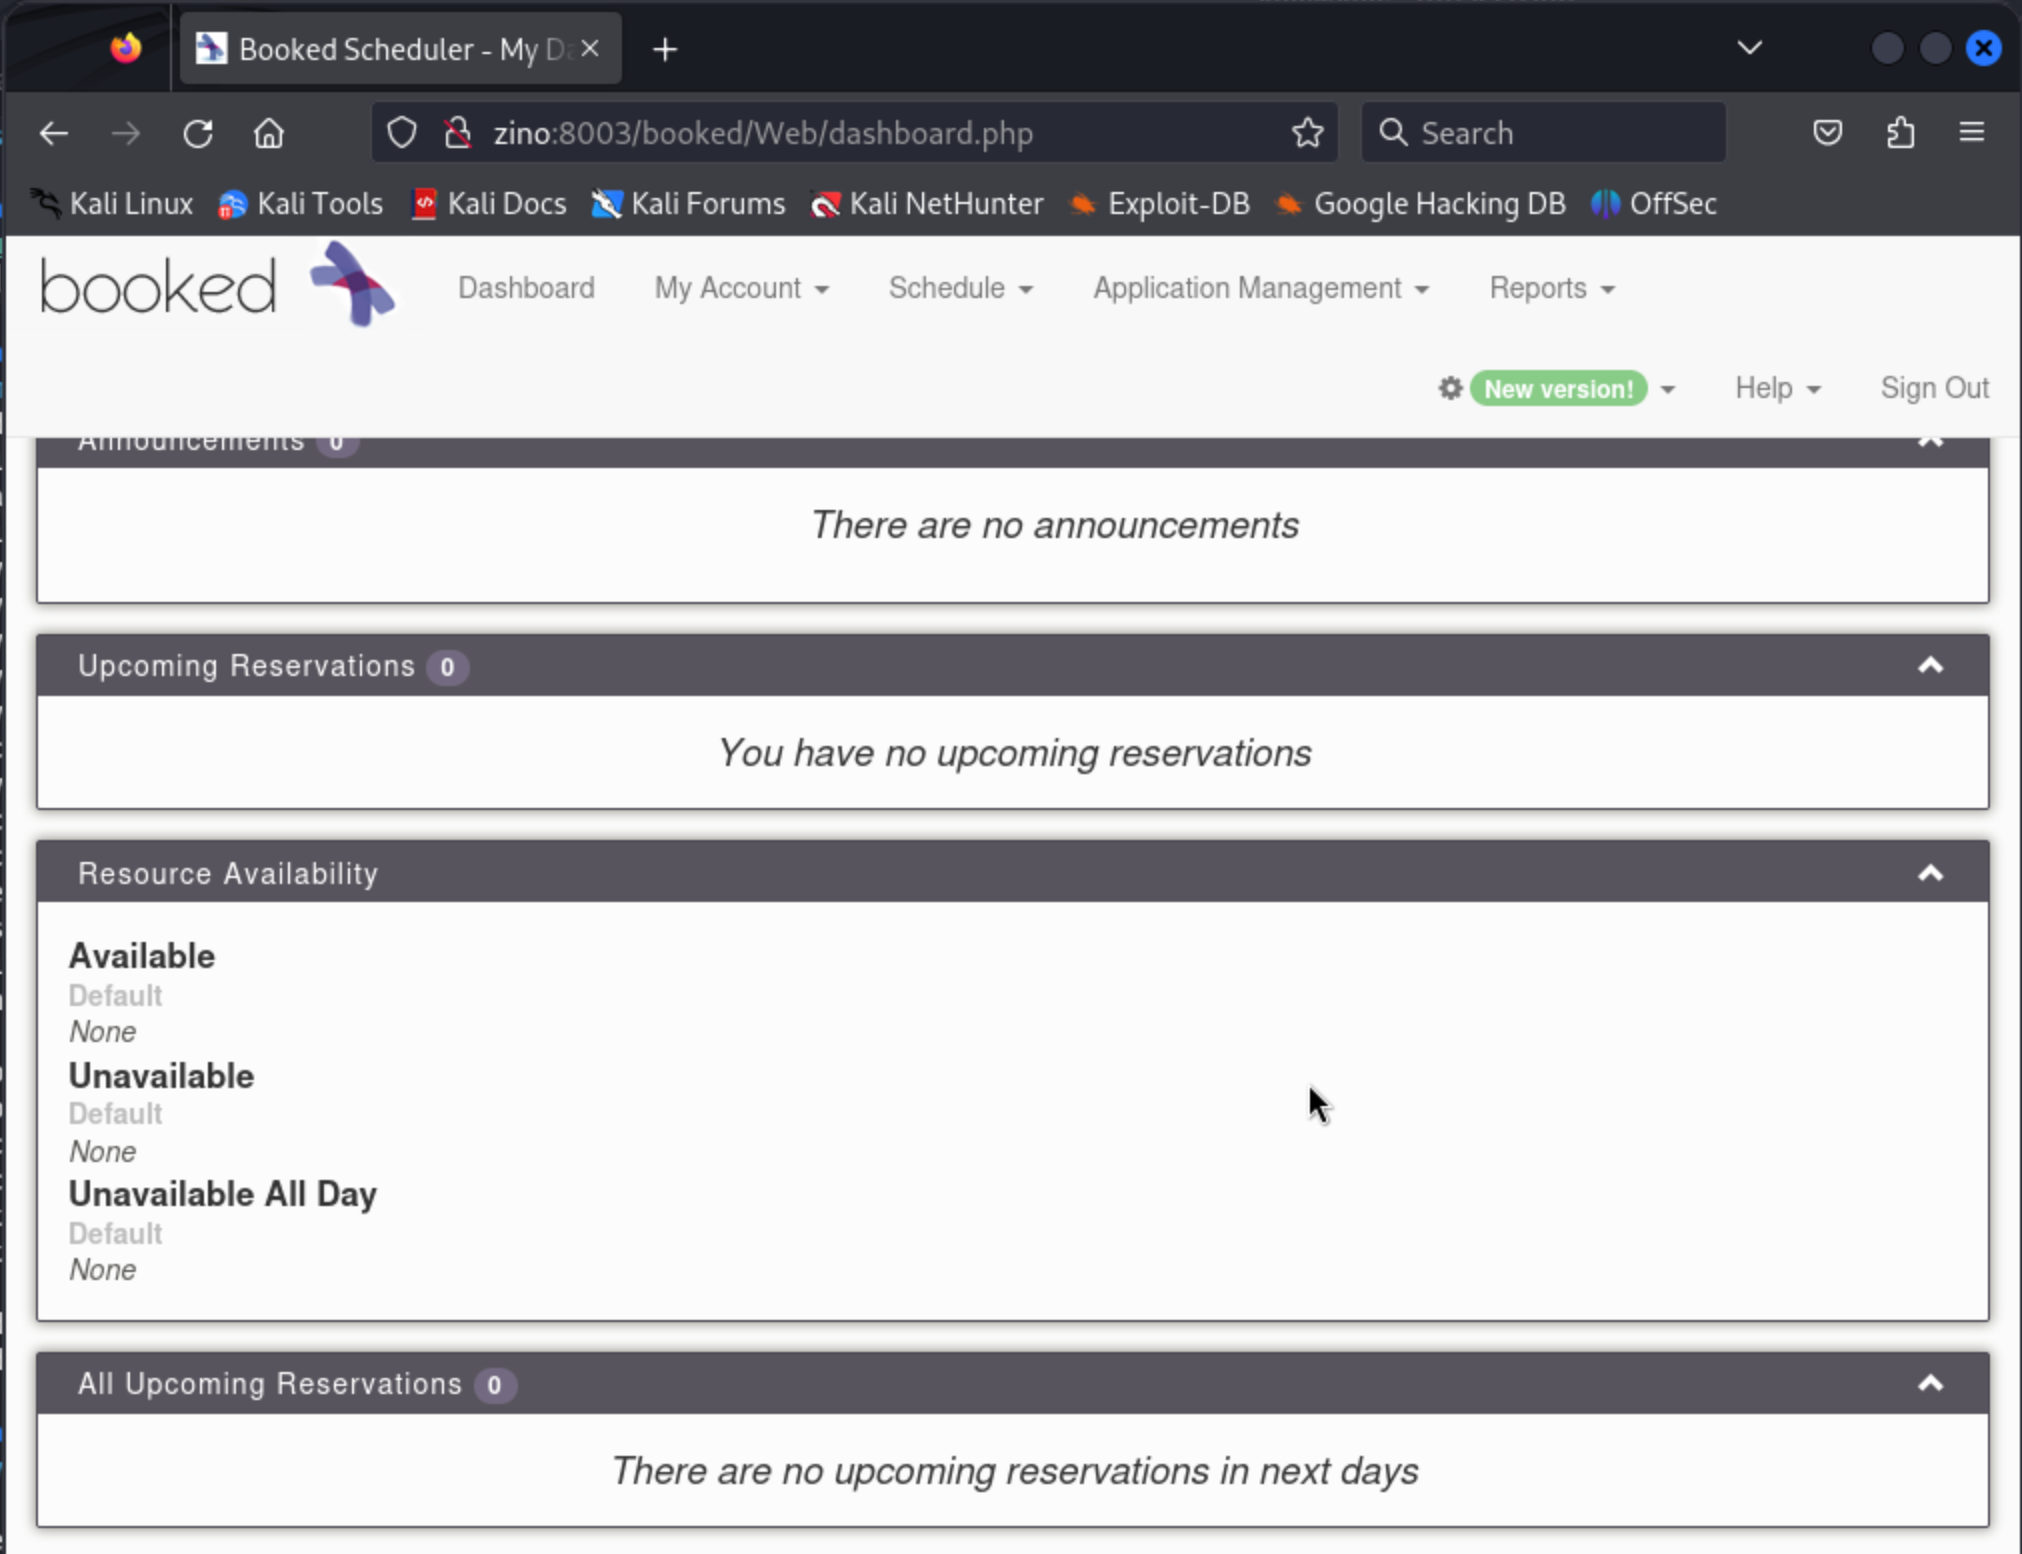 Booked Scheduler - My Da
zino:8003/booked/Web/dashboard.php
Search
Kali Linux Kali Tools Kali Docs Kali Forums Kali NetHunter Exploit-DB Google Hacking DB OffSec
booked Dashboard My Account Schedule Application Management Reports
New version! Help Sign Out
Announcements 0
There are no announcements
Upcoming Reservations 0
You have no upcoming reservations
Resource Availability
Available
Default
None
Unavailable
Default
None
Unavailable All Day
Default
None
All Upcoming Reservations 0
There are no upcoming reservations in next days